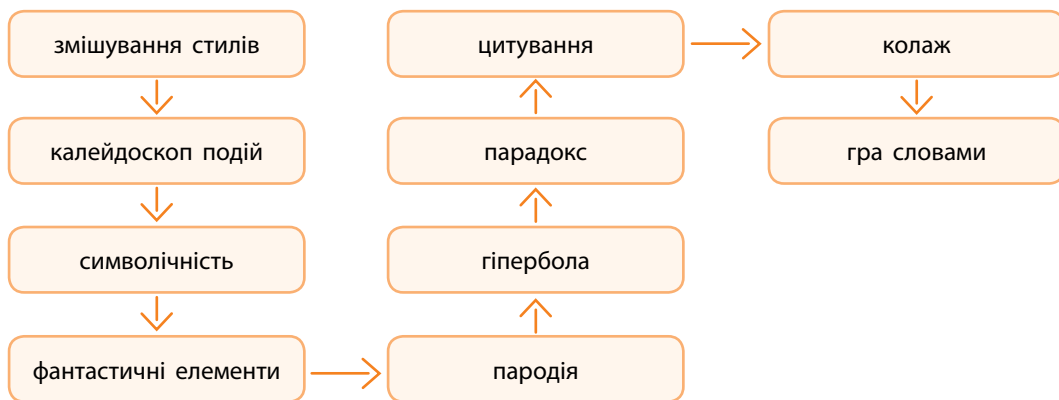 змішування стилів
калейдоскоп подій
символічність
фантастичні елементи
пародія
гіпербола
парадокс
цитування
колаж
гра словами